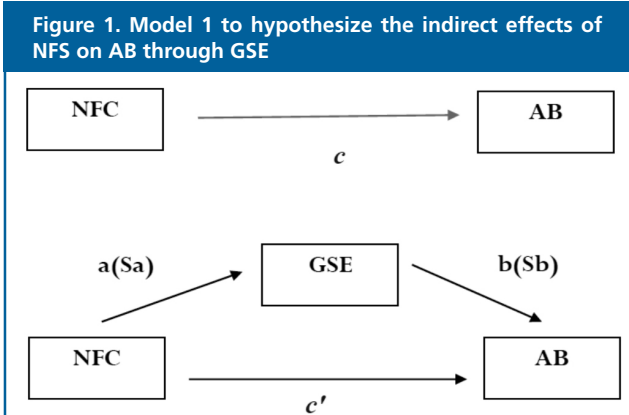 Figure 1. Model 1 to hypothesize the indirect effects of
NFS on AB through GSE
NFC
AB
c
a(Sa)
GSE
b(Sb)
NFC
AB
c′